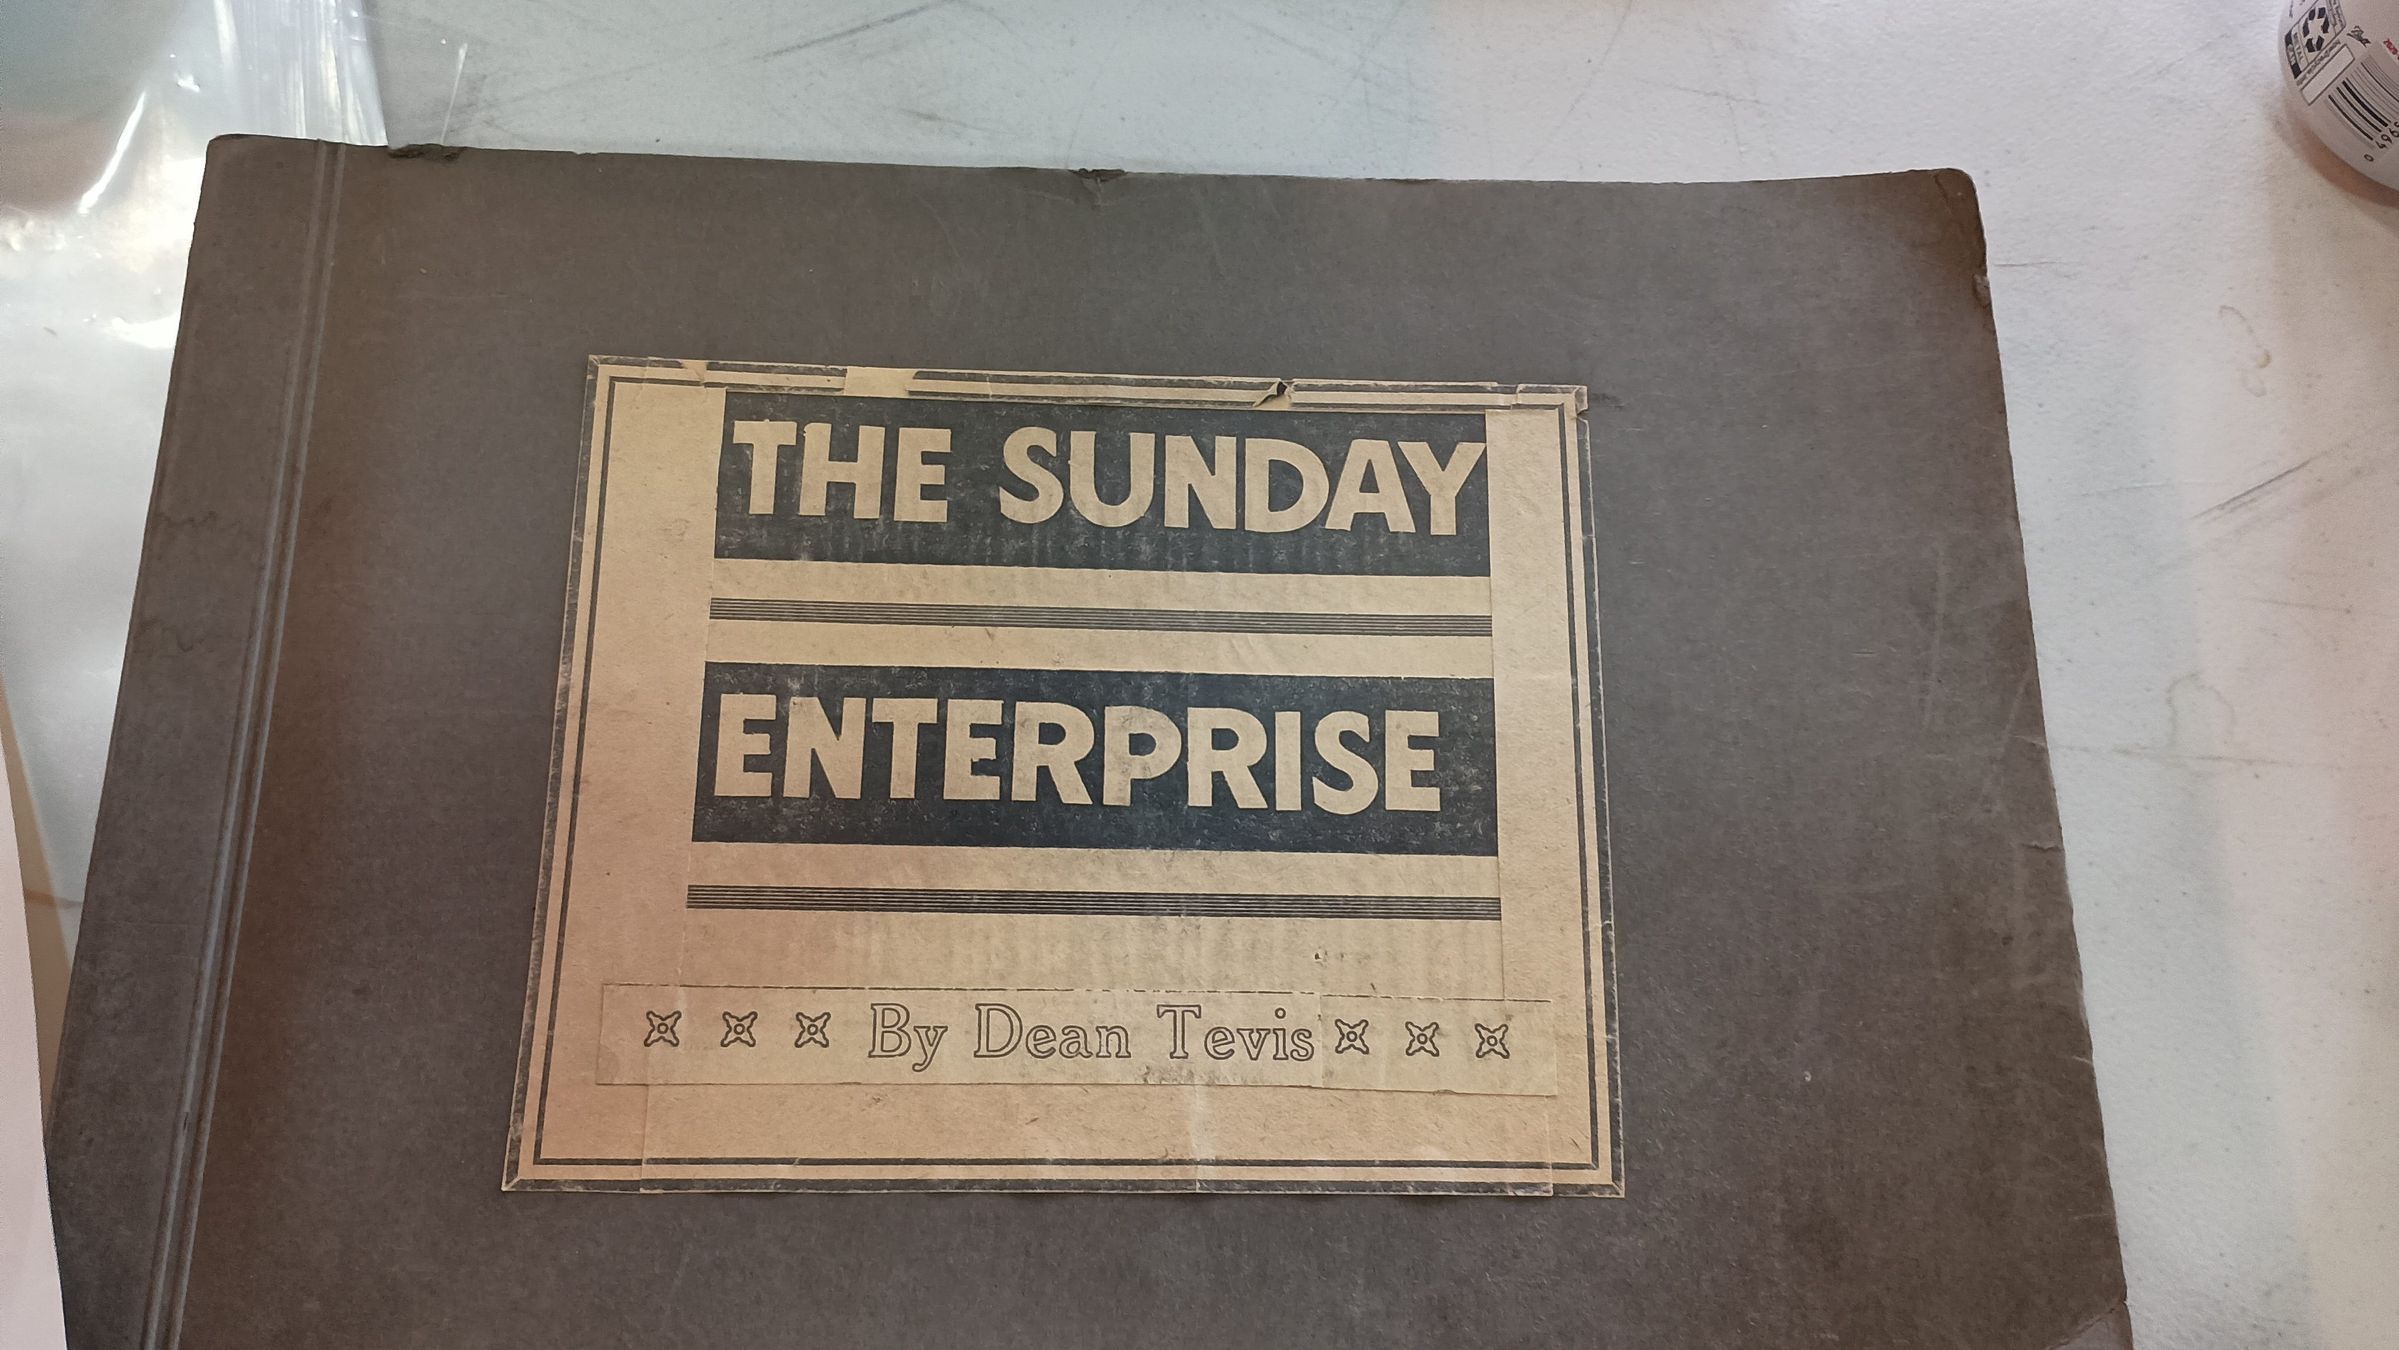 THE SUNDAY
ENTERPRISE
By Dean Tevis